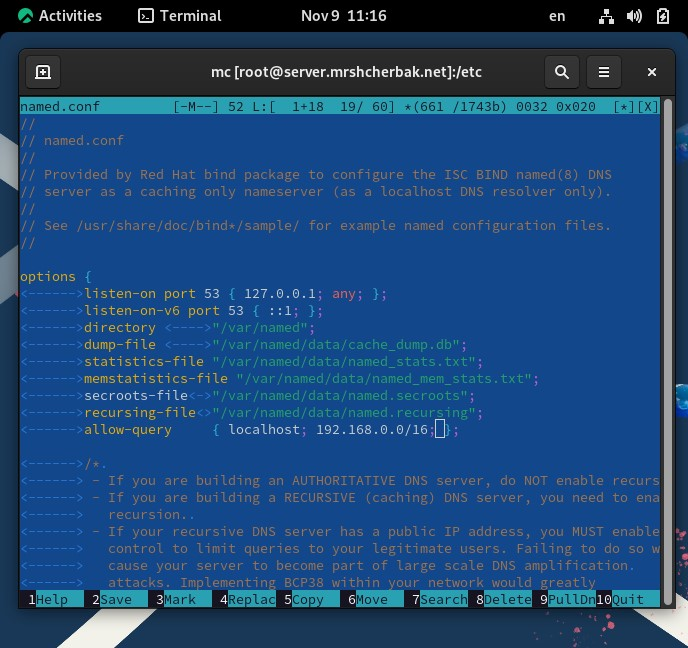 Activities Terminal Nov 9 11:16 en
mc [root@server.mrshcherbak.net]:/etc
named.conf [-M--] 52 L:[ 1+18 19/ 60] *(661 /1743b) 0032 0x020 [*][X]
//
// named.conf
//
// Provided by Red Hat bind package to configure the ISC BIND named(8) DNS
// server as a caching only nameserver (as a localhost DNS resolver only).
//
// See /usr/share/doc/bind*/sample/ for example named configuration files.
//
options {
<------>listen-on port 53 { 127.0.0.1; any; };
<------>listen-on-v6 port 53 { ::1; };
<------>directory <---->"/var/named";
<------>dump-file <---->"/var/named/data/cache_dump.db";
<------>statistics-file "/var/named/data/named_stats.txt";
<------>memstatistics-file "/var/named/data/named_mem_stats.txt";
<------>secroots-file<->"/var/named/data/named.secroots";
<------>recursing-file<>"/var/named/data/named.recursing";
<------>allow-query { localhost; 192.168.0.0/16; };
<------>/*.
<------> - If you are building an AUTHORITATIVE DNS server, do NOT enable recurs
<------> - If you are building a RECURSIVE (caching) DNS server, you need to ena
<------> recursion..
<------> - If your recursive DNS server has a public IP address, you MUST enable
<------> control to limit queries to your legitimate users. Failing to do so w
<------> cause your server to become part of large scale DNS amplification.
<------> attacks. Implementing BCP38 within your network would greatly
1Help 2Save 3Mark 4Replac 5Copy 6Move 7Search 8Delete 9PullDn 10Quit